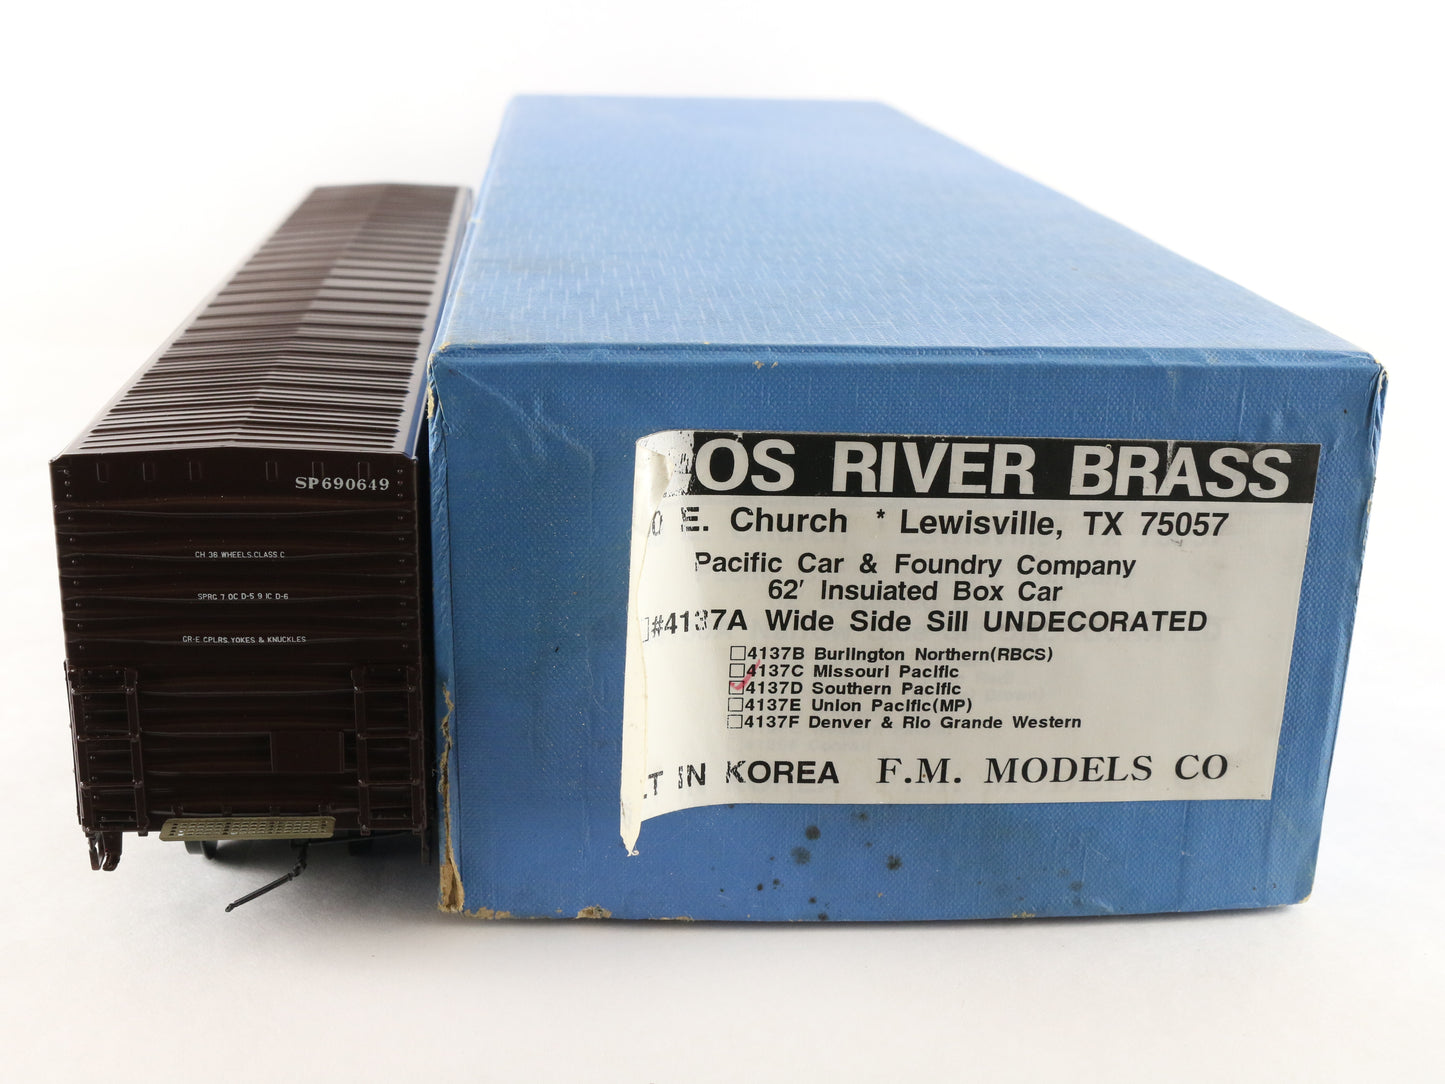 SP690649
CH 36 WHEELS.CLASS C
SPRG 7 OC D-5 9 IC D-6
GR-E CPLRS. YOKES & KNUCKLES
OS RIVER BRASS
0 E. Church * Lewisville, TX 75057
Pacific Car & Foundry Company
62' Insuiated Box Car
#4137A Wide Side Sill UNDECORATED
4137B Burlington Northern(RBCS)
4137C Missouri Pacific
4137D Southern Pacific
4137E Union Pacific(MP)
4137F Denver & Rio Grande Western
LT IN KOREA F.M. MODELS CO